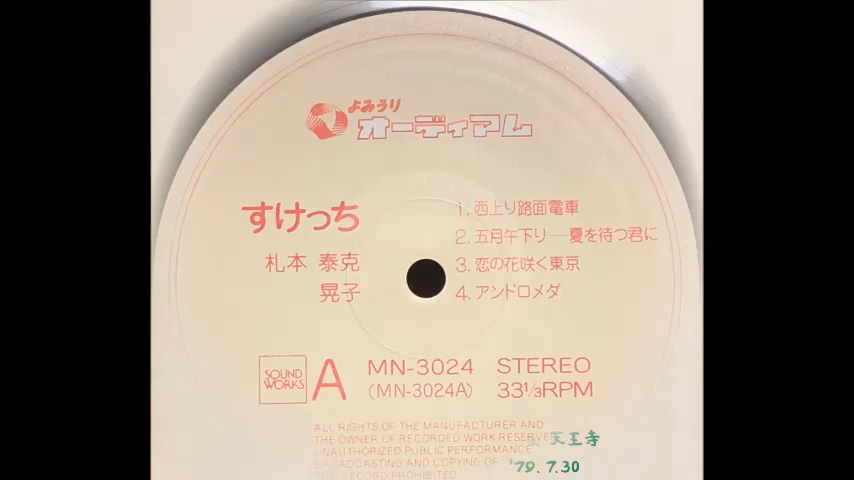 よみうり
オーディアム
すけっち
札本 泰克
晃子
1. 西上り路面電車
2. 五月午下り—夏を待つ君に
3. 恋の花咲く東京
4. アンドロメダ
SOUND
WORKS
A
MN-3024
(MN-3024A)
STEREO
33⅓RPM
ALL RIGHTS OF THE MANUFACTURER AND
THE OWNER OF RECORDED WORK RESERVE
UNAUTHORIZED PUBLIC PERFORMANCE
BROADCASTING AND COPYING OF
THIS RECORD PROHIBITED
天王寺
'79.7.30